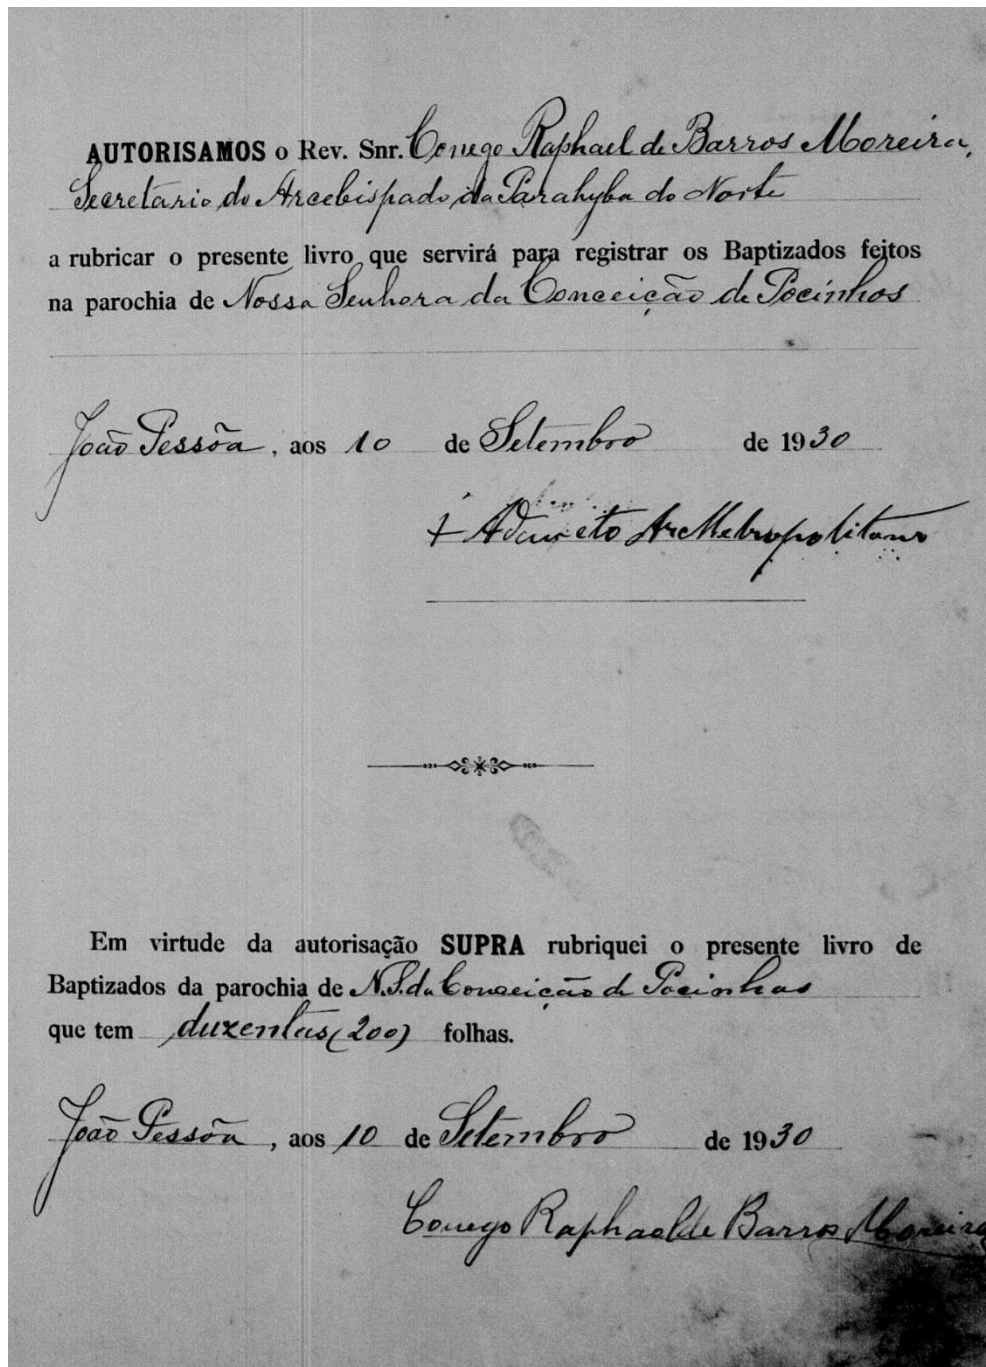 AUTORISAMOS o Rev. Snr. Conego Raphael de Barros Moreira,
Secretario do Arcebispado da Parahyba do Norte
a rubricar o presente livro que servirá para registrar os Baptizados feitos
na parochia de Nossa Senhora da Conceição de Pocinhos
João Pessõa, aos 10 de Setembro de 1930
+ Adaucto Arc Metropolitano
Em virtude da autorisação SUPRA rubriquei o presente livro de
Baptizados da parochia de N. S. da Conceição de Pocinhos
que tem duzentas (200) folhas.
João Pessõa, aos 10 de Setembro de 1930
Conego Raphael de Barros Moreira